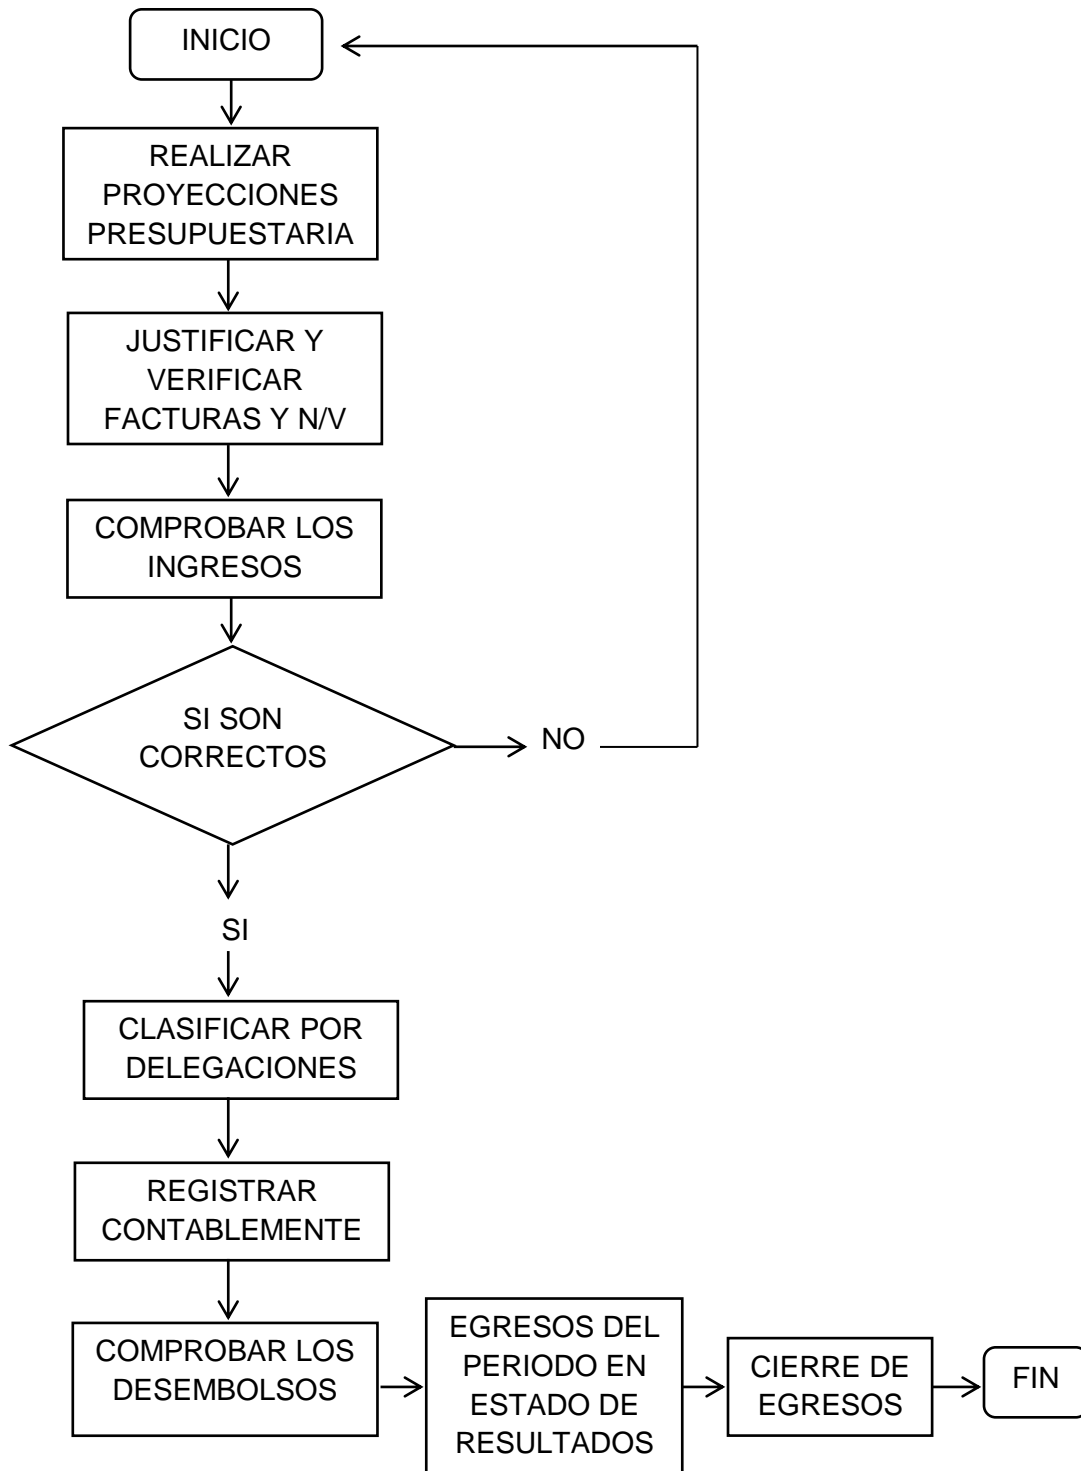 INICIO
REALIZAR
PROYECCIONES
PRESUPUESTARIA
JUSTIFICAR Y
VERIFICAR
FACTURAS Y N/V
COMPROBAR LOS
INGRESOS
SI SON
CORRECTOS
NO
SI
CLASIFICAR POR
DELEGACIONES
REGISTRAR
CONTABLEMENTE
COMPROBAR LOS
DESEMBOLSOS
EGRESOS DEL
PERIODO EN
ESTADO DE
RESULTADOS
CIERRE DE
EGRESOS
FIN